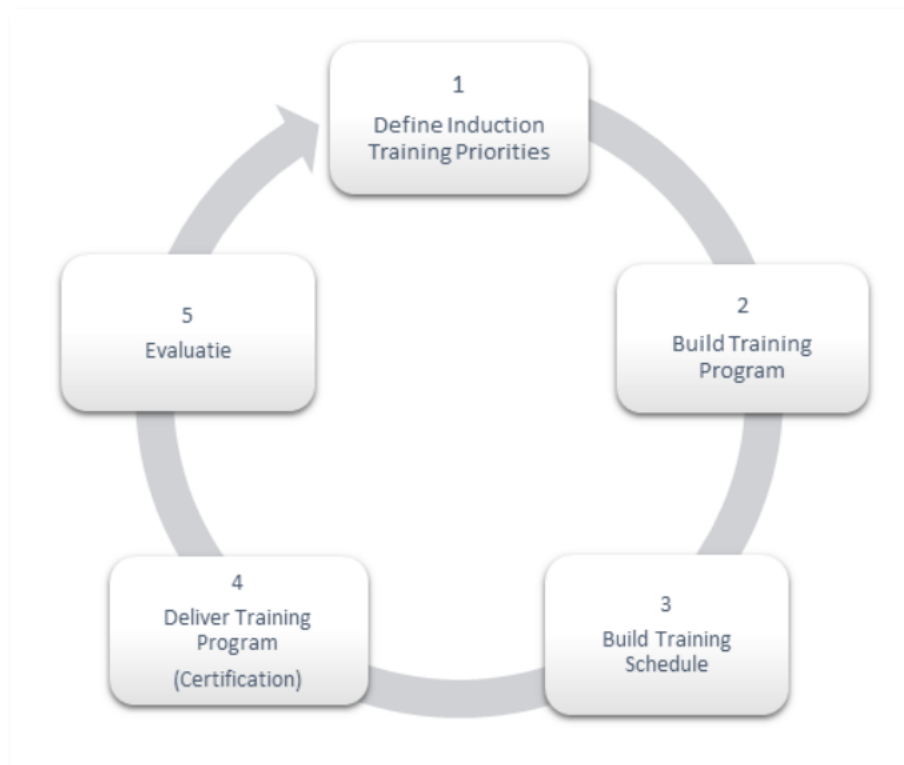 1
Define Induction
Training Priorities
2
Build Training
Program
3
Build Training
Schedule
4
Deliver Training
Program
(Certification)
5
Evaluatie